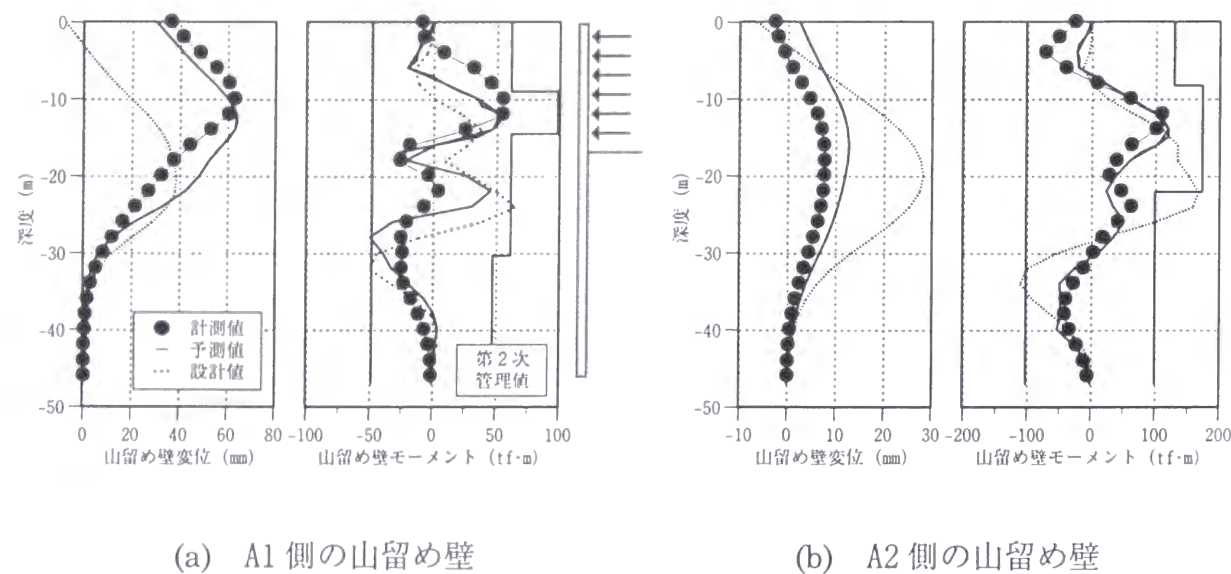 0
-10
-20
-30
-40
-50
深度 (m)
0 20 40 60 80
山留め壁変位 (mm)
計測値
予測値
設計値
-100 -50 0 50 100
山留め壁モーメント (tf·m)
第2次
管理値
(a) A1側の山留め壁
0
-10
-20
-30
-40
-50
深度 (m)
-10 0 10 20 30
山留め壁変位 (mm)
-200 -100 0 100 200
山留め壁モーメント (tf·m)
(b) A2側の山留め壁